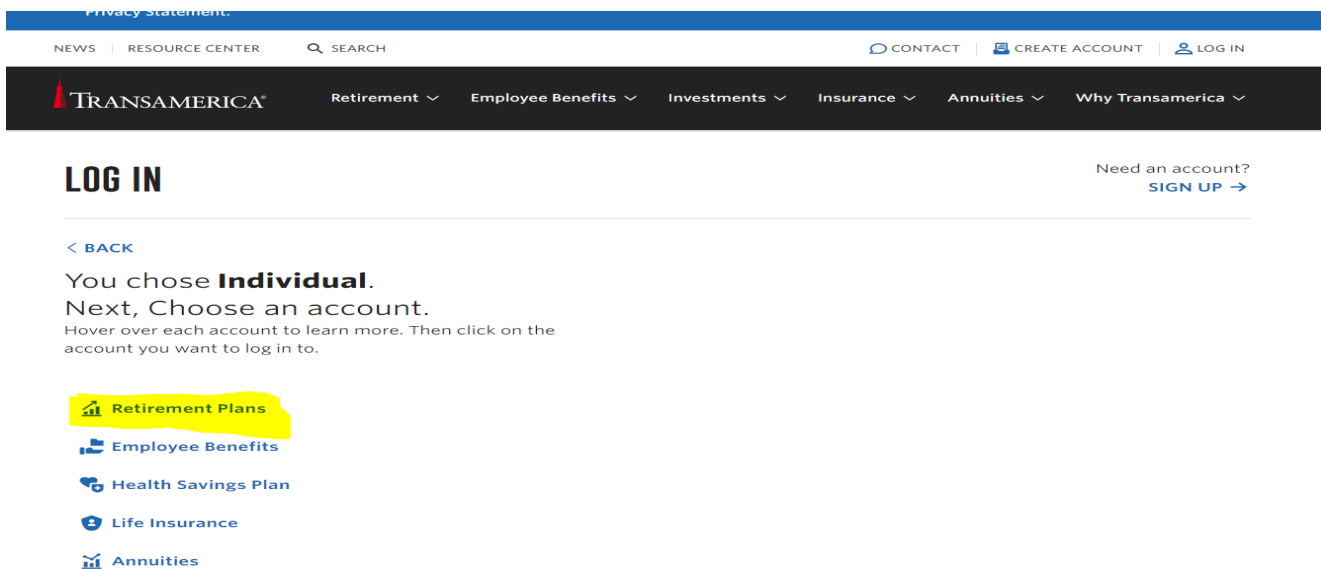 Privacy Statement.
NEWS RESOURCE CENTER SEARCH CONTACT CREATE ACCOUNT LOG IN
TRANSAMERICA® Retirement Employee Benefits Investments Insurance Annuities Why Transamerica
LOG IN
Need an account?
SIGN UP →
< BACK
You chose Individual.
Next, Choose an account.
Hover over each account to learn more. Then click on the
account you want to log in to.
Retirement Plans
Employee Benefits
Health Savings Plan
Life Insurance
Annuities